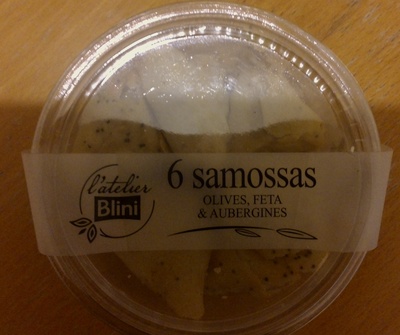 l'atelier
Blini
6 samossas
OLIVES, FETA
& AUBERGINES